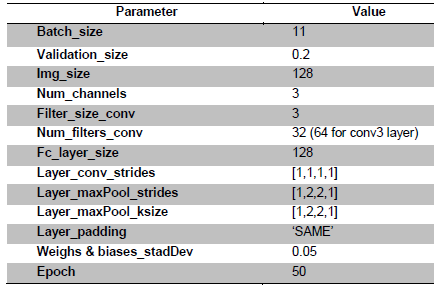 Parameter Value
Batch_size 11
Validation_size 0.2
Img_size 128
Num_channels 3
Filter_size_conv 3
Num_filters_conv 32 (64 for conv3 layer)
Fc_layer_size 128
Layer_conv_strides [1,1,1,1]
Layer_maxPool_strides [1,2,2,1]
Layer_maxPool_ksize [1,2,2,1]
Layer_padding ‘SAME’
Weighs & biases_stadDev 0.05
Epoch 50